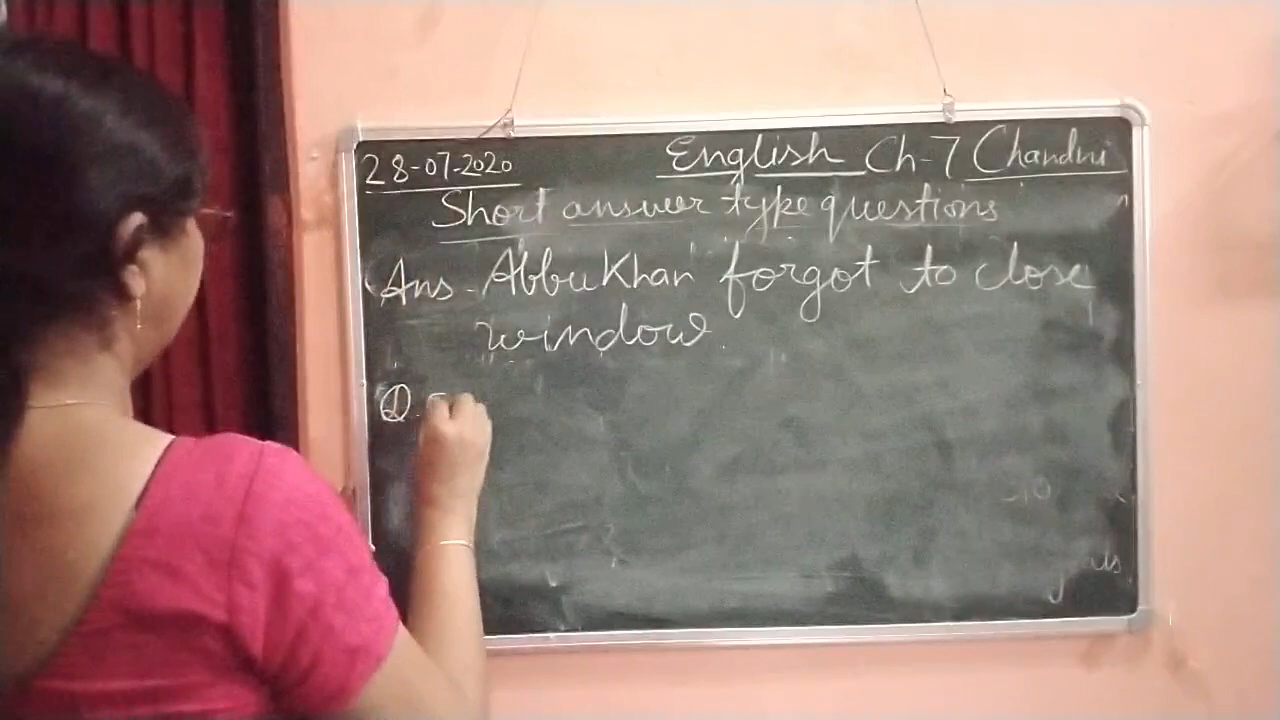 28-07-2020 English Ch-7 Chandni
Short answer type questions
Ans - Abbu Khan forgot to close
window.
Q.